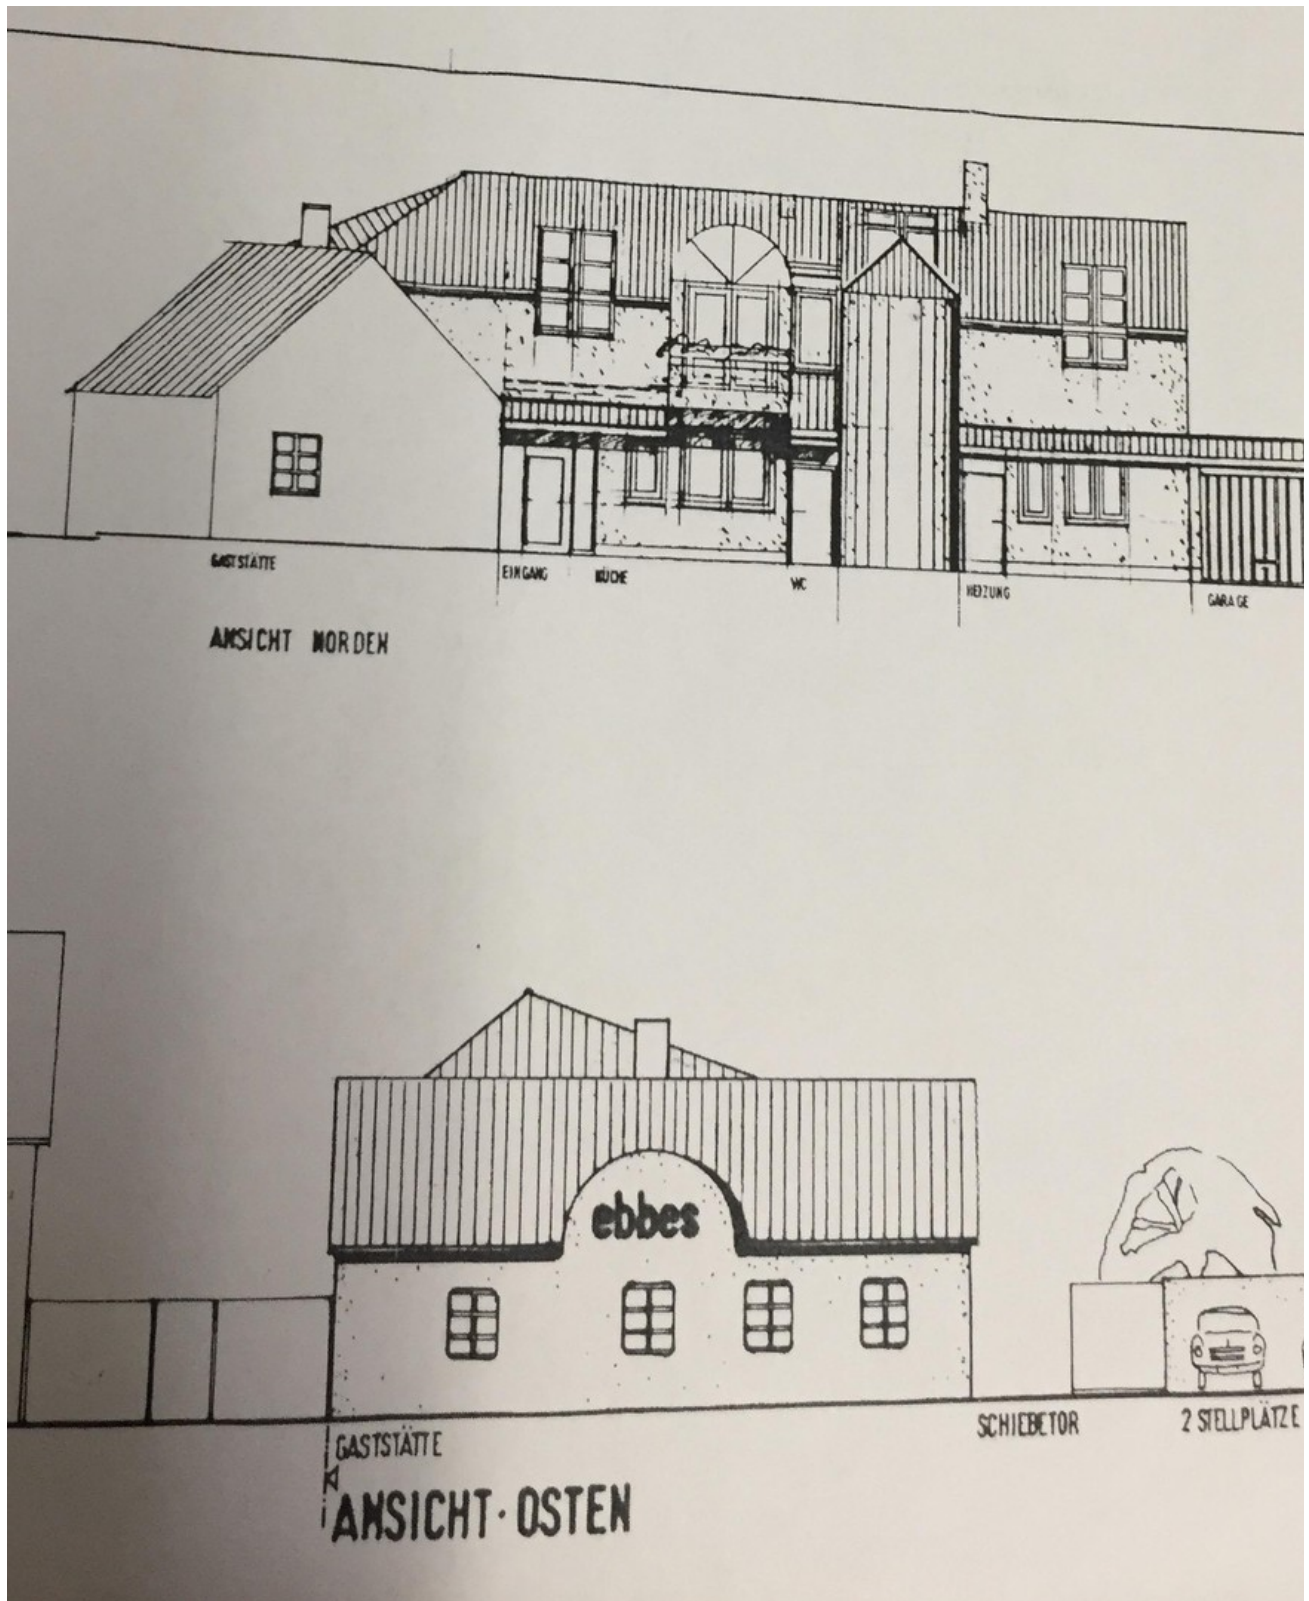 GASTSTÄTTE
EINGANG
KÜCHE
WC
HEIZUNG
GARAGE
ANSICHT NORDEN
ebbes
GASTSTÄTTE
SCHIEBETOR
2 STELLPLÄTZE
ANSICHT · OSTEN